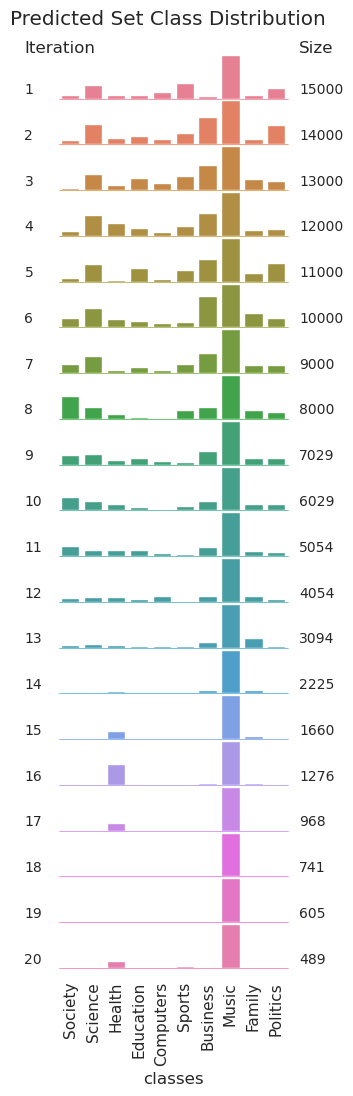 Predicted Set Class Distribution
Iteration Size
1 15000
2 14000
3 13000
4 12000
5 11000
6 10000
7 9000
8 8000
9 7029
10 6029
11 5054
12 4054
13 3094
14 2225
15 1660
16 1276
17 968
18 741
19 605
20 489
Society
Science
Health
Education
Computers
Sports
Business
Music
Family
Politics
classes